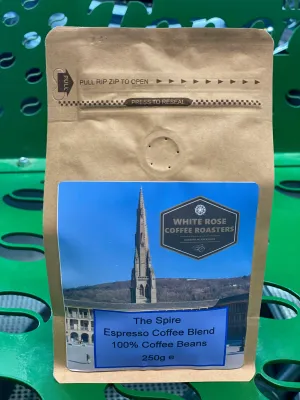 PULL
PULL RIP ZIP TO OPEN
PRESS TO RESEAL
WHITE ROSE
COFFEE ROASTERS
The Spire
Espresso Coffee Blend
100% Coffee Beans
250g e